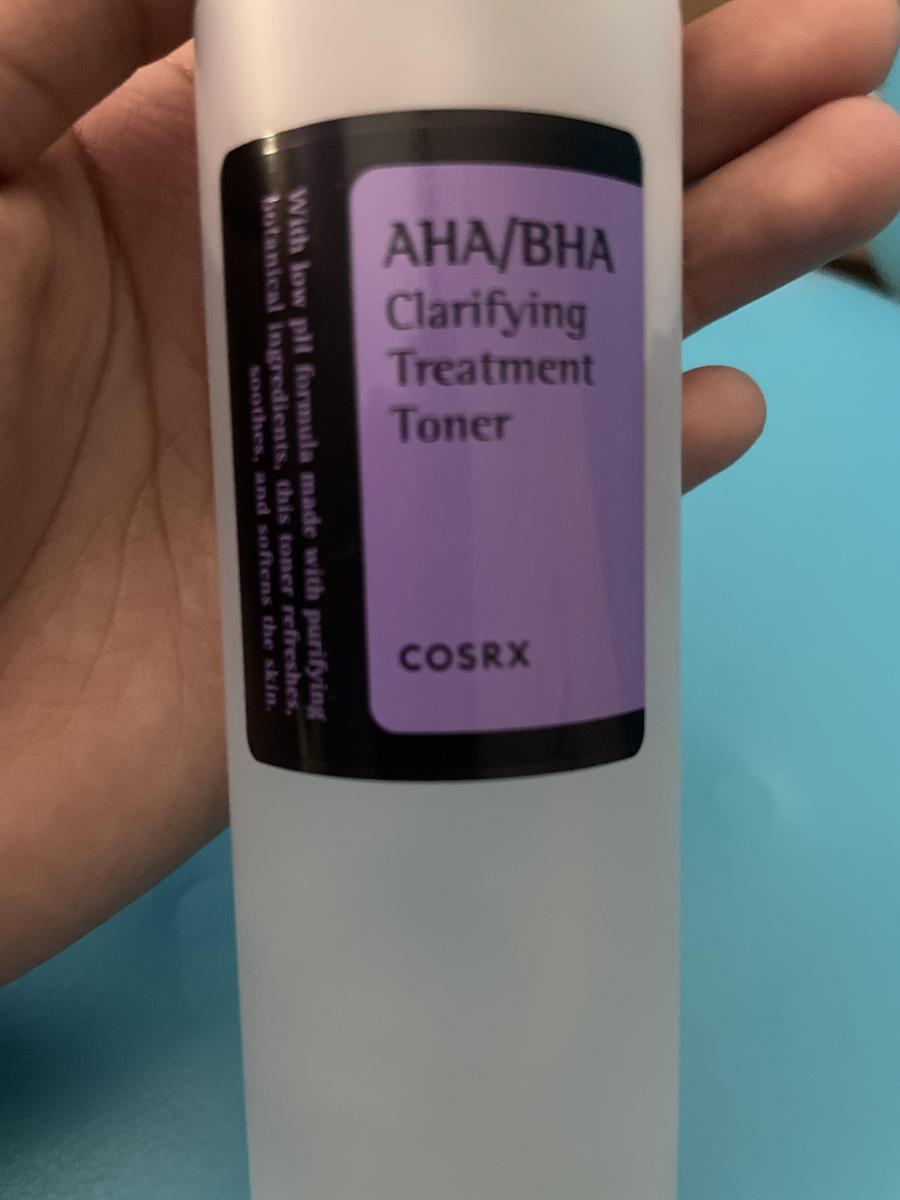 AHA/BHA
Clarifying
Treatment
Toner
COSRX
With low pH formula made with purifying
botanical ingredients, this toner refreshes,
soothes, and softens the skin.